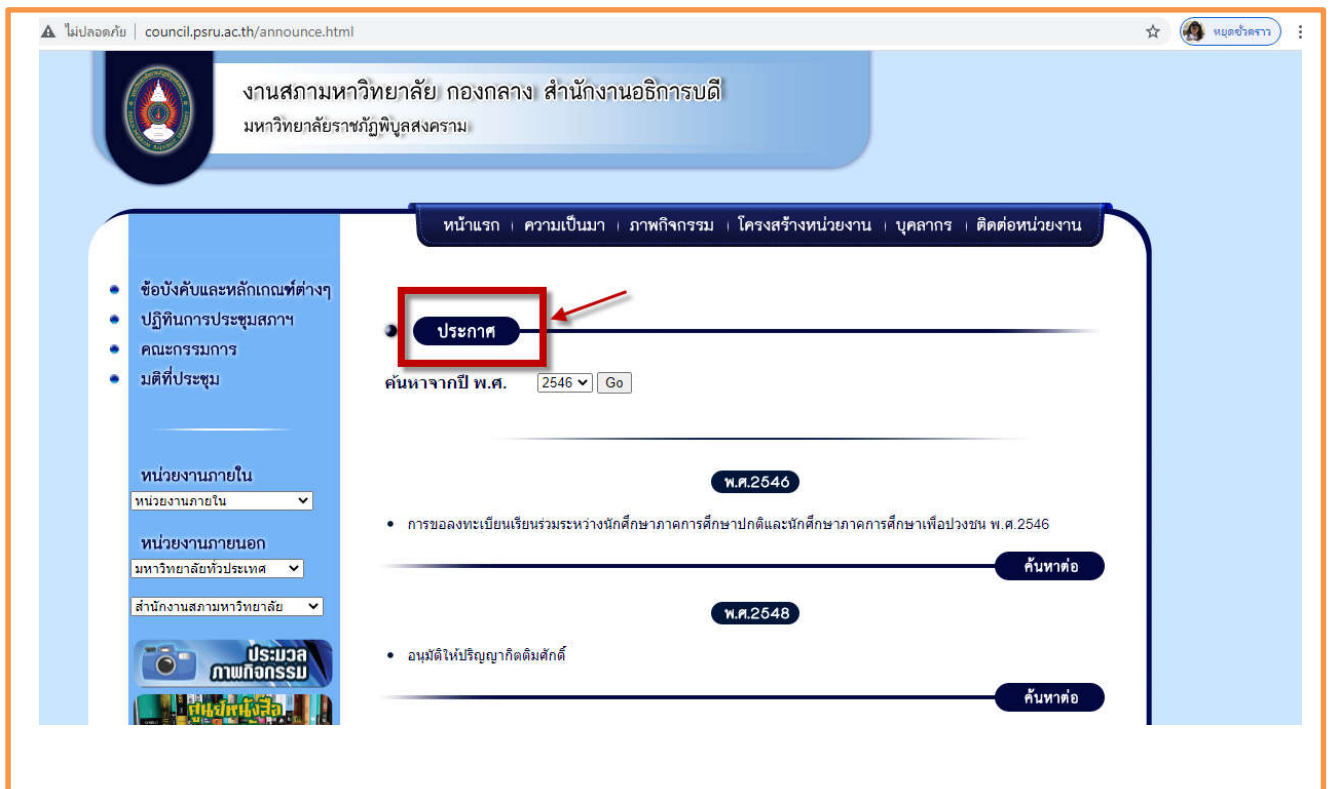 ไม่ปลอดภัย | council.psru.ac.th/announce.html
หยุดชั่วคราว
งานสภามหาวิทยาลัย กองกลาง สำนักงานอธิการบดี
มหาวิทยาลัยราชภัฏพิบูลสงคราม
หน้าแรก | ความเป็นมา | ภาพกิจกรรม | โครงสร้างหน่วยงาน | บุคลากร | ติดต่อหน่วยงาน
ข้อบังคับและหลักเกณฑ์ต่างๆ
ปฏิทินการประชุมสภาฯ
คณะกรรมการ
มติที่ประชุม
หน่วยงานภายใน
หน่วยงานภายใน
หน่วยงานภายนอก
มหาวิทยาลัยทั่วประเทศ
สำนักงานสภามหาวิทยาลัย
ประมวล
ภาพกิจกรรม
ศูนย์หนังสือ
ประกาศ
ค้นหาจากปี พ.ศ. 2546 Go
พ.ศ.2546
การขอลงทะเบียนเรียนร่วมระหว่างนักศึกษาภาคการศึกษาปกติและนักศึกษาภาคการศึกษาเพื่อปวงชน พ.ศ.2546
ค้นหาต่อ
พ.ศ.2548
อนุมัติให้ปริญญากิตติมศักดิ์
ค้นหาต่อ